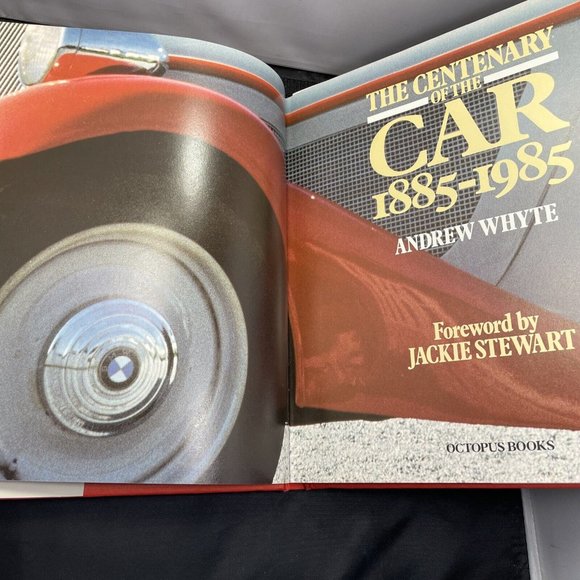 THE CENTENARY
OF THE
CAR
1885-1985
ANDREW WHYTE
Foreword by
JACKIE STEWART
OCTOPUS BOOKS